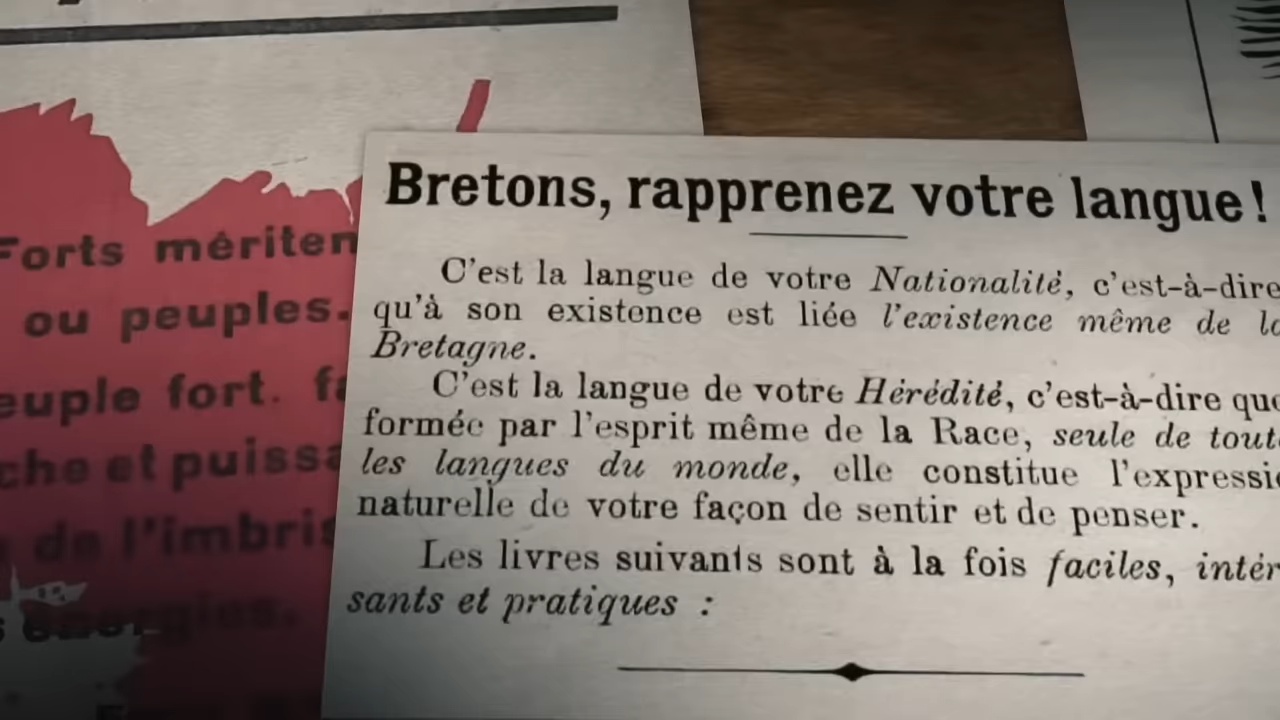 Forts mériten
ou peuples.
euple fort. fa
che et puissa
de l'imbris
energies.
Bretons, rapprenez votre langue !
C'est la langue de votre Nationalité, c'est-à-dire
qu'à son existence est liée l'existence même de la
Bretagne.
C'est la langue de votre Hérédité, c'est-à-dire que
formée par l'esprit même de la Race, seule de toute
les langues du monde, elle constitue l'expressio
naturelle de votre façon de sentir et de penser.
Les livres suivants sont à la fois faciles, intér
sants et pratiques :